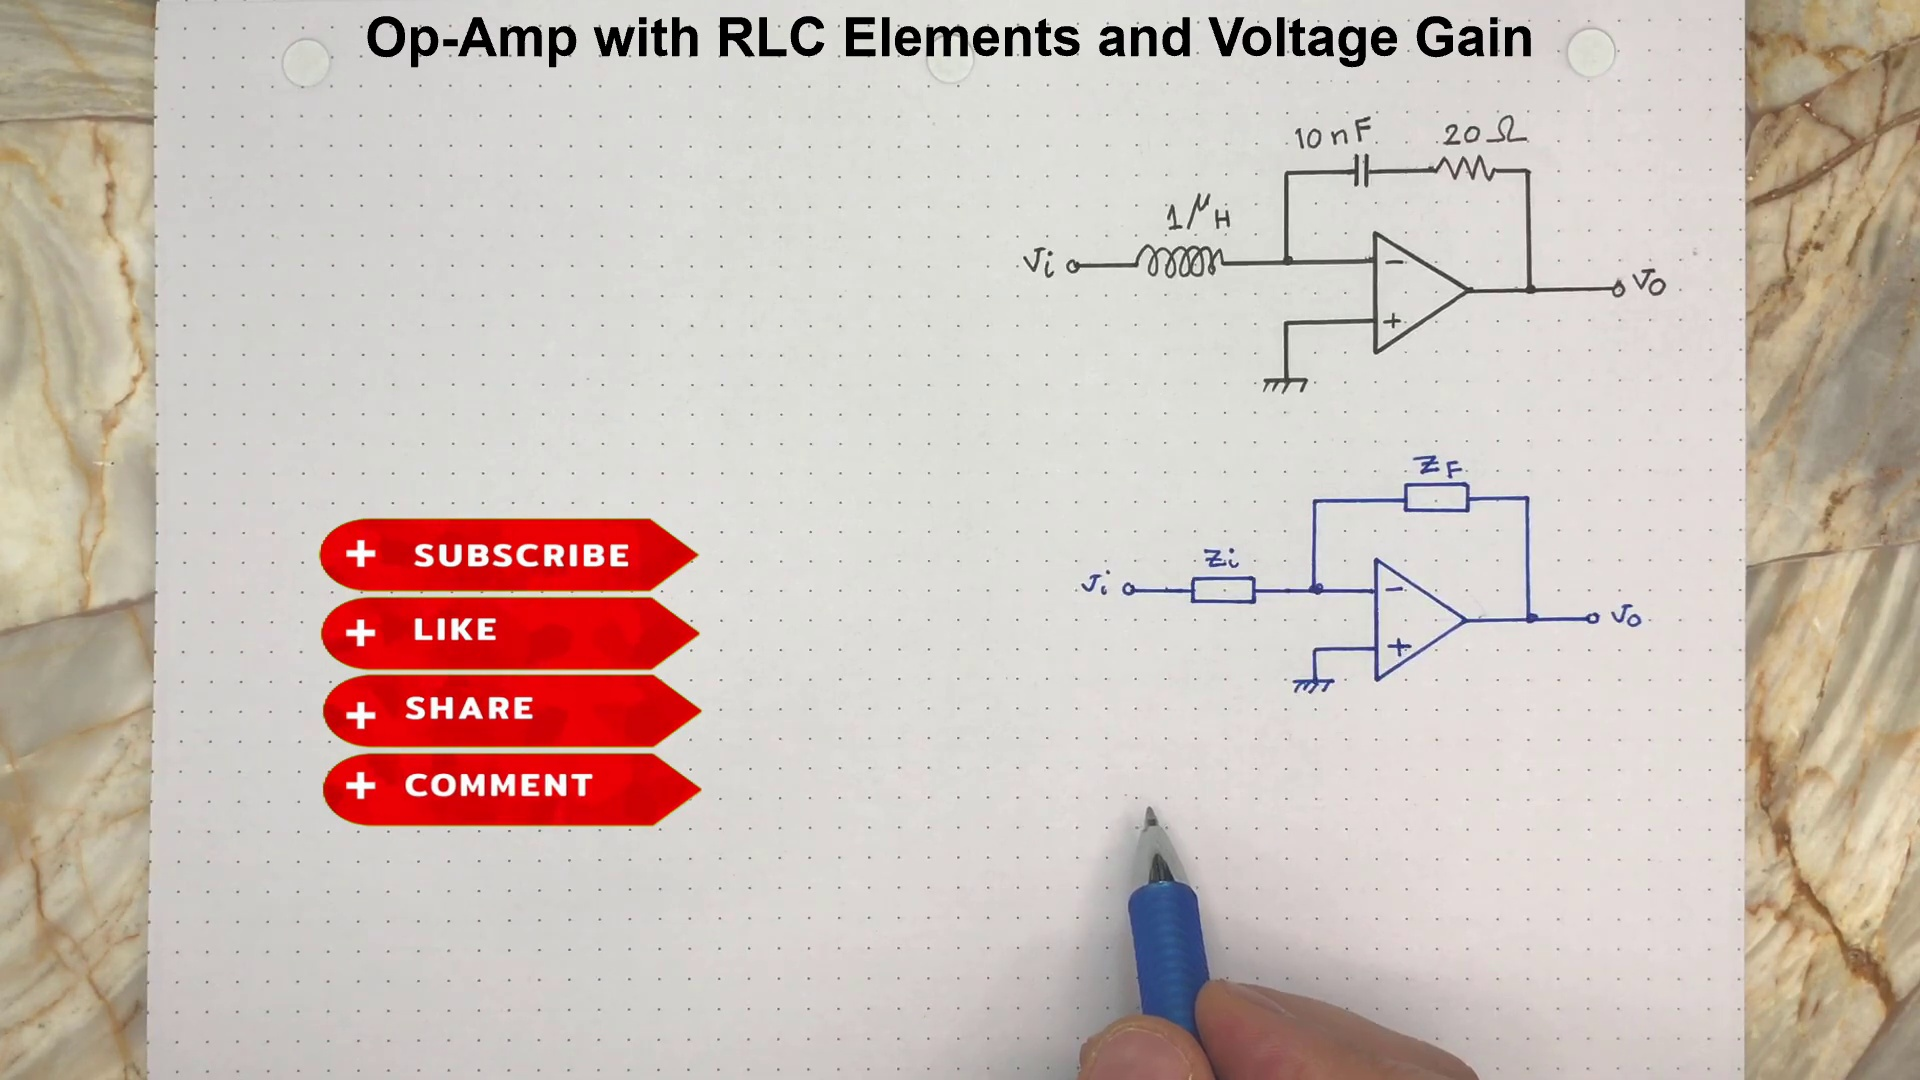 Op-Amp with RLC Elements and Voltage Gain
10 nF 20 Ω
1 μH
Vi
Vo
−
+
ZF
Zi
Vi
Vo
−
+
+ SUBSCRIBE
+ LIKE
+ SHARE
+ COMMENT